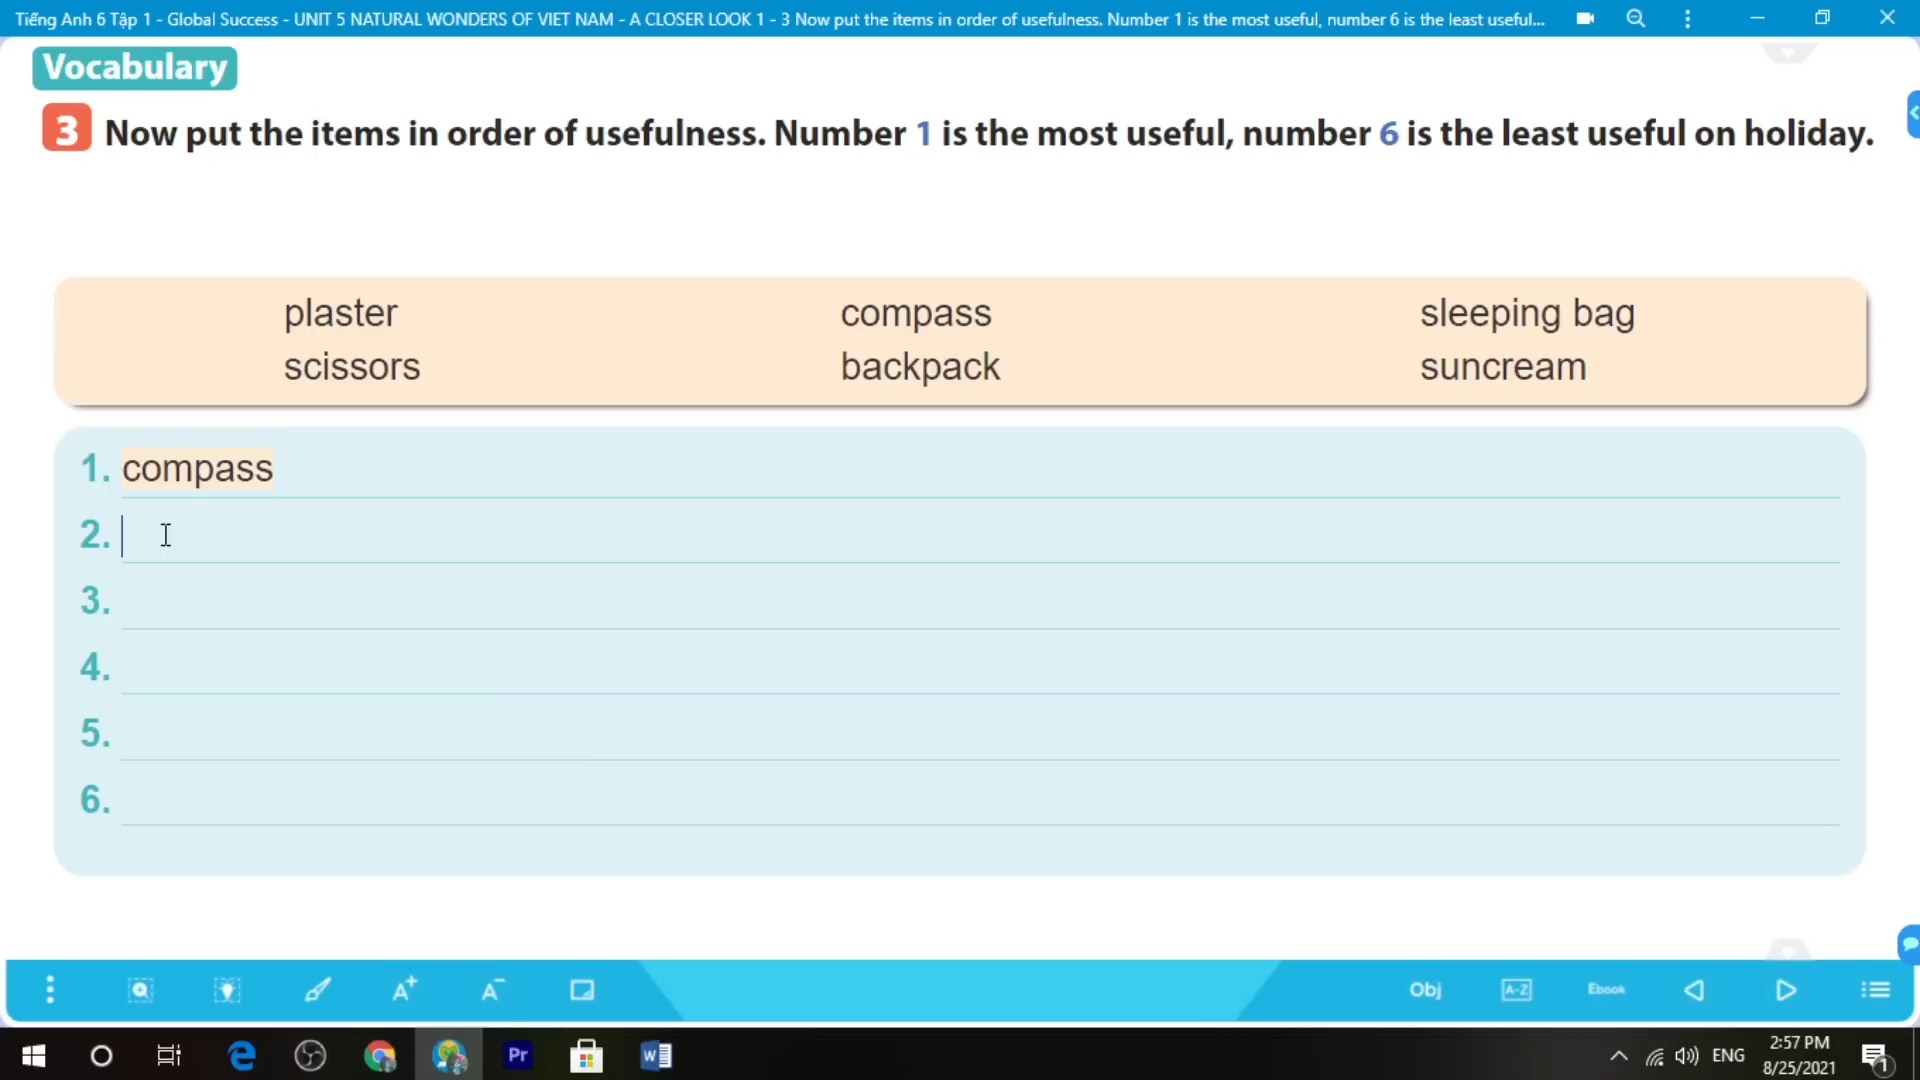 Tiếng Anh 6 Tập 1 - Global Success - UNIT 5 NATURAL WONDERS OF VIET NAM - A CLOSER LOOK 1 - 3 Now put the items in order of usefulness. Number 1 is the most useful, number 6 is the least useful...
Vocabulary
3 Now put the items in order of usefulness. Number 1 is the most useful, number 6 is the least useful on holiday.
plaster compass sleeping bag
scissors backpack suncream
1. compass
2.
3.
4.
5.
6.
A+ A- Obj A-Z Ebook
Pr W ENG 2:57 PM
8/25/2021 1